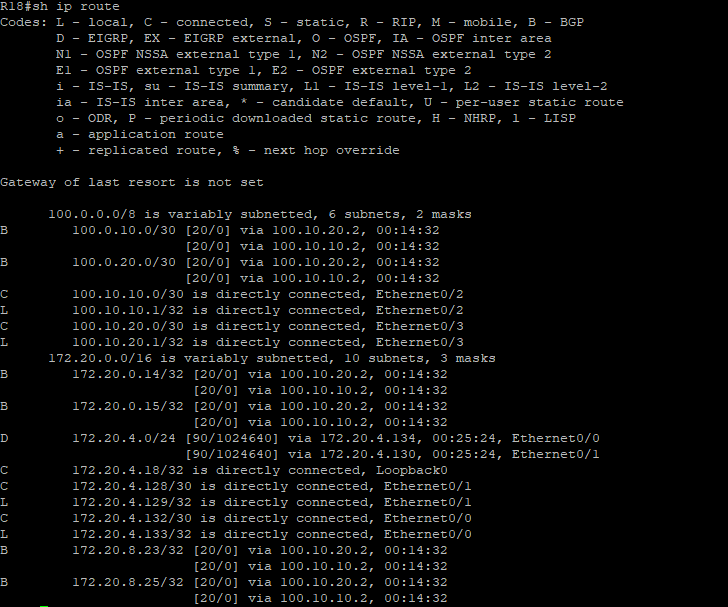 R18#sh ip route
Codes: L - local, C - connected, S - static, R - RIP, M - mobile, B - BGP
       D - EIGRP, EX - EIGRP external, O - OSPF, IA - OSPF inter area
       N1 - OSPF NSSA external type 1, N2 - OSPF NSSA external type 2
       E1 - OSPF external type 1, E2 - OSPF external type 2
       i - IS-IS, su - IS-IS summary, L1 - IS-IS level-1, L2 - IS-IS level-2
       ia - IS-IS inter area, * - candidate default, U - per-user static route
       o - ODR, P - periodic downloaded static route, H - NHRP, l - LISP
       a - application route
       + - replicated route, % - next hop override
Gateway of last resort is not set
      100.0.0.0/8 is variably subnetted, 6 subnets, 2 masks
B        100.0.10.0/30 [20/0] via 100.10.20.2, 00:14:32
                       [20/0] via 100.10.10.2, 00:14:32
B        100.0.20.0/30 [20/0] via 100.10.20.2, 00:14:32
                       [20/0] via 100.10.10.2, 00:14:32
C        100.10.10.0/30 is directly connected, Ethernet0/2
L        100.10.10.1/32 is directly connected, Ethernet0/2
C        100.10.20.0/30 is directly connected, Ethernet0/3
L        100.10.20.1/32 is directly connected, Ethernet0/3
      172.20.0.0/16 is variably subnetted, 10 subnets, 3 masks
B        172.20.0.14/32 [20/0] via 100.10.20.2, 00:14:32
                        [20/0] via 100.10.10.2, 00:14:32
B        172.20.0.15/32 [20/0] via 100.10.20.2, 00:14:32
                        [20/0] via 100.10.10.2, 00:14:32
D        172.20.4.0/24 [90/1024640] via 172.20.4.134, 00:25:24, Ethernet0/0
                       [90/1024640] via 172.20.4.130, 00:25:24, Ethernet0/1
C        172.20.4.18/32 is directly connected, Loopback0
C        172.20.4.128/30 is directly connected, Ethernet0/1
L        172.20.4.129/32 is directly connected, Ethernet0/1
C        172.20.4.132/30 is directly connected, Ethernet0/0
L        172.20.4.133/32 is directly connected, Ethernet0/0
B        172.20.8.23/32 [20/0] via 100.10.20.2, 00:14:32
                        [20/0] via 100.10.10.2, 00:14:32
B        172.20.8.25/32 [20/0] via 100.10.20.2, 00:14:32
                        [20/0] via 100.10.10.2, 00:14:32